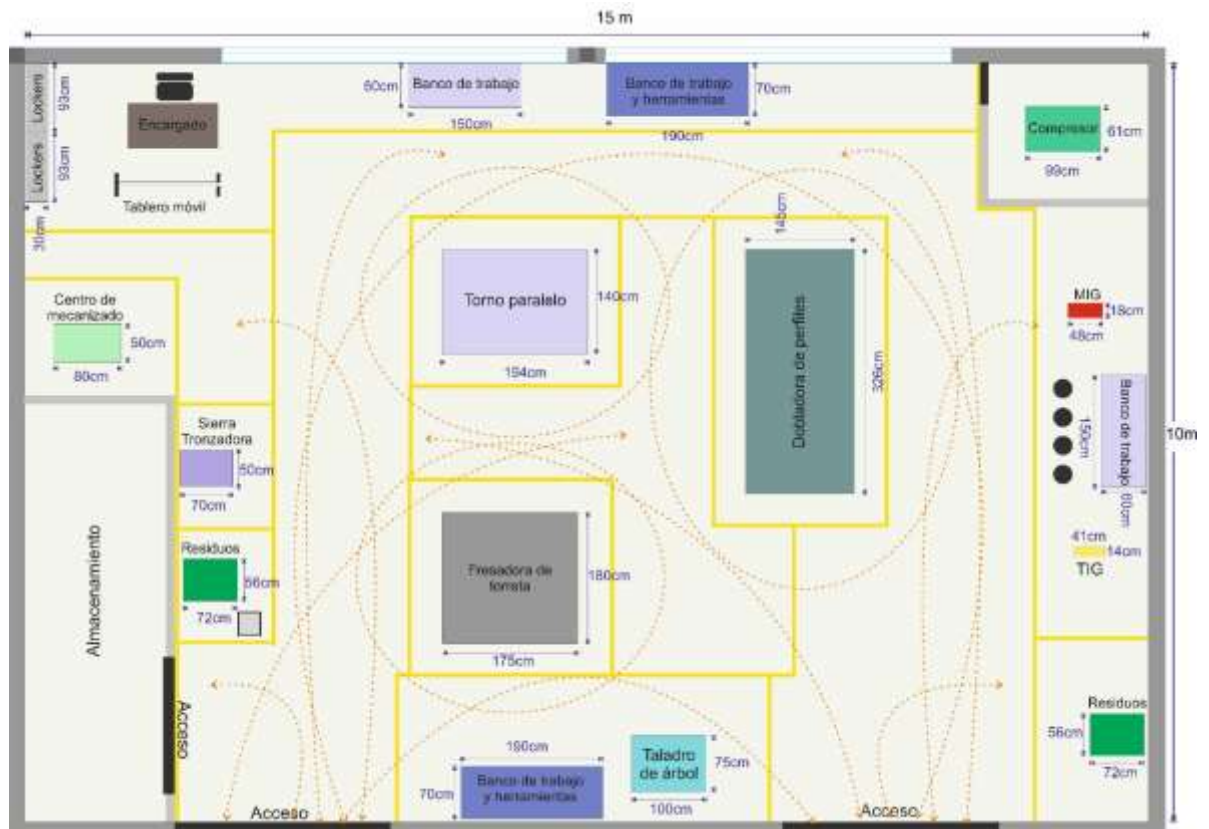 15 m
Lockers
93cm
Lockers
93cm
30cm
Encargado
Tablero móvil
60cm
Banco de trabajo
150cm
Banco de trabajo
y herramientas
70cm
190cm
Compresor
61cm
99cm
Centro de
mecanizado
50cm
80cm
Torno paralelo
140cm
194cm
145cm
Dobladora de perfiles
326cm
MIG
18cm
48cm
10m
Sierra
Tronzadora
50cm
70cm
150cm
Banco de trabajo
60cm
Almacenamiento
Residuos
56cm
72cm
Fresadora de
torreta
180cm
175cm
41cm
14cm
TIG
Acceso
Residuos
56cm
72cm
190cm
Banco de trabajo
y herramientas
70cm
Taladro
de árbol
75cm
100cm
Acceso
Acceso